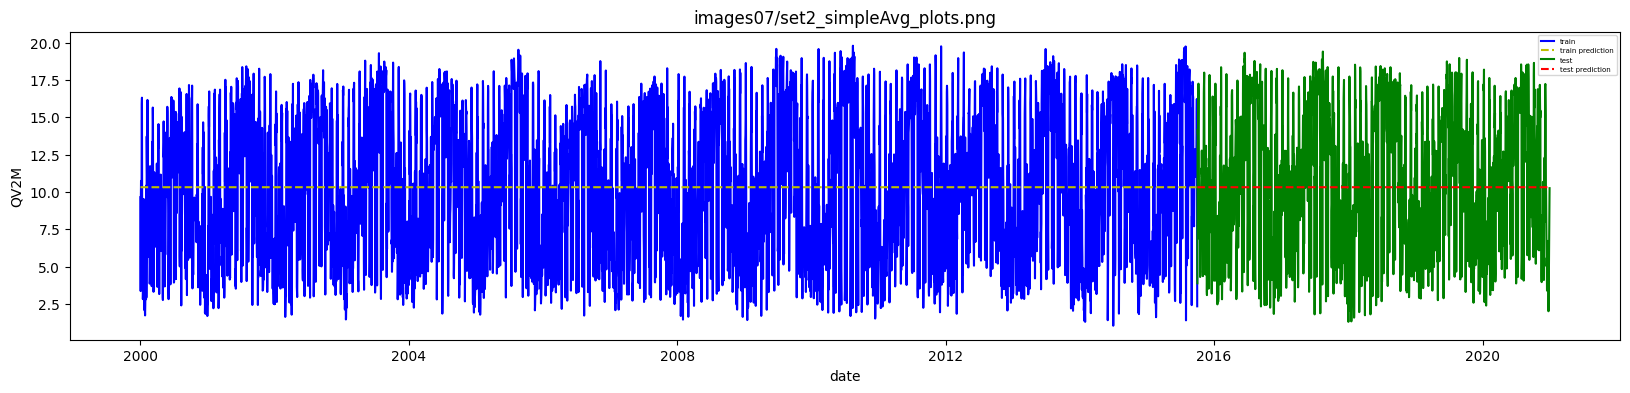 images07/set2_simpleAvg_plots.png
train
train prediction
test
test prediction
20.0
17.5
15.0
12.5
10.0
7.5
5.0
2.5
QV2M
2000
2004
2008
2012
2016
2020
date